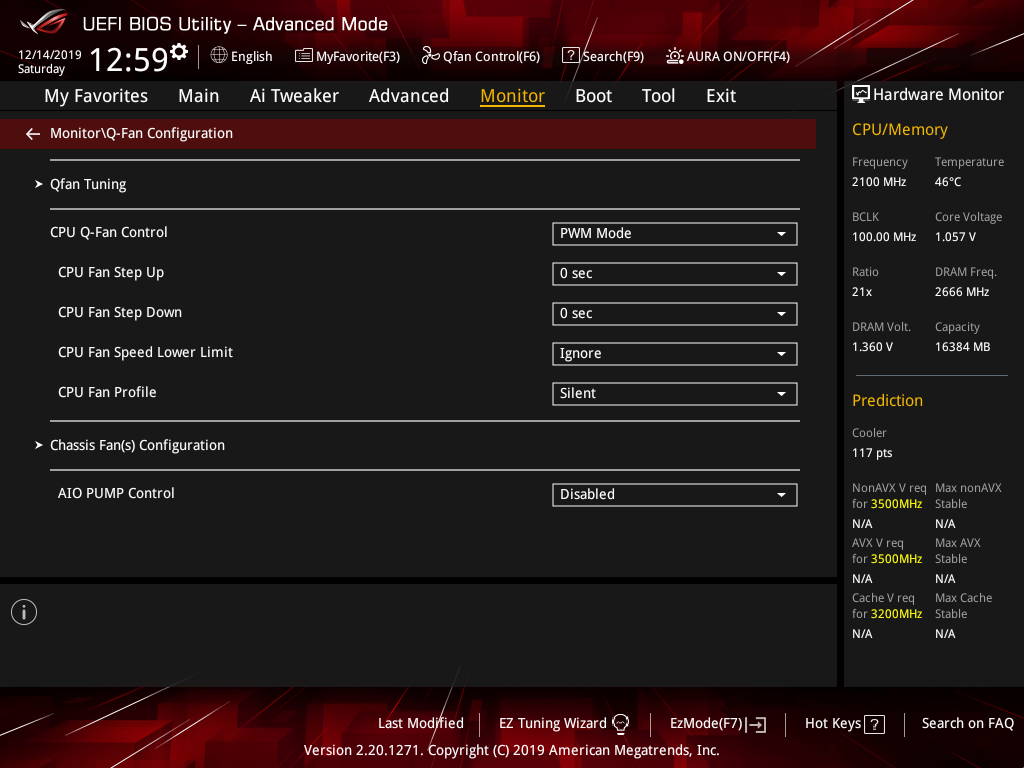 UEFI BIOS Utility – Advanced Mode
12/14/2019
Saturday
12:59
English
MyFavorite(F3)
Qfan Control(F6)
? Search(F9)
AURA ON/OFF(F4)
My Favorites Main Ai Tweaker Advanced Monitor Boot Tool Exit
Monitor\Q-Fan Configuration
Qfan Tuning
CPU Q-Fan Control PWM Mode
CPU Fan Step Up 0 sec
CPU Fan Step Down 0 sec
CPU Fan Speed Lower Limit Ignore
CPU Fan Profile Silent
Chassis Fan(s) Configuration
AIO PUMP Control Disabled
Hardware Monitor
CPU/Memory
Frequency Temperature
2100 MHz 46°C
BCLK Core Voltage
100.00 MHz 1.057 V
Ratio DRAM Freq.
21x 2666 MHz
DRAM Volt. Capacity
1.360 V 16384 MB
Prediction
Cooler
117 pts
NonAVX V req Max nonAVX
for 3500MHz Stable
N/A N/A
AVX V req Max AVX
for 3500MHz Stable
N/A N/A
Cache V req Max Cache
for 3200MHz Stable
N/A N/A
i
Last Modified
EZ Tuning Wizard
EzMode(F7)
Hot Keys ?
Search on FAQ
Version 2.20.1271. Copyright (C) 2019 American Megatrends, Inc.